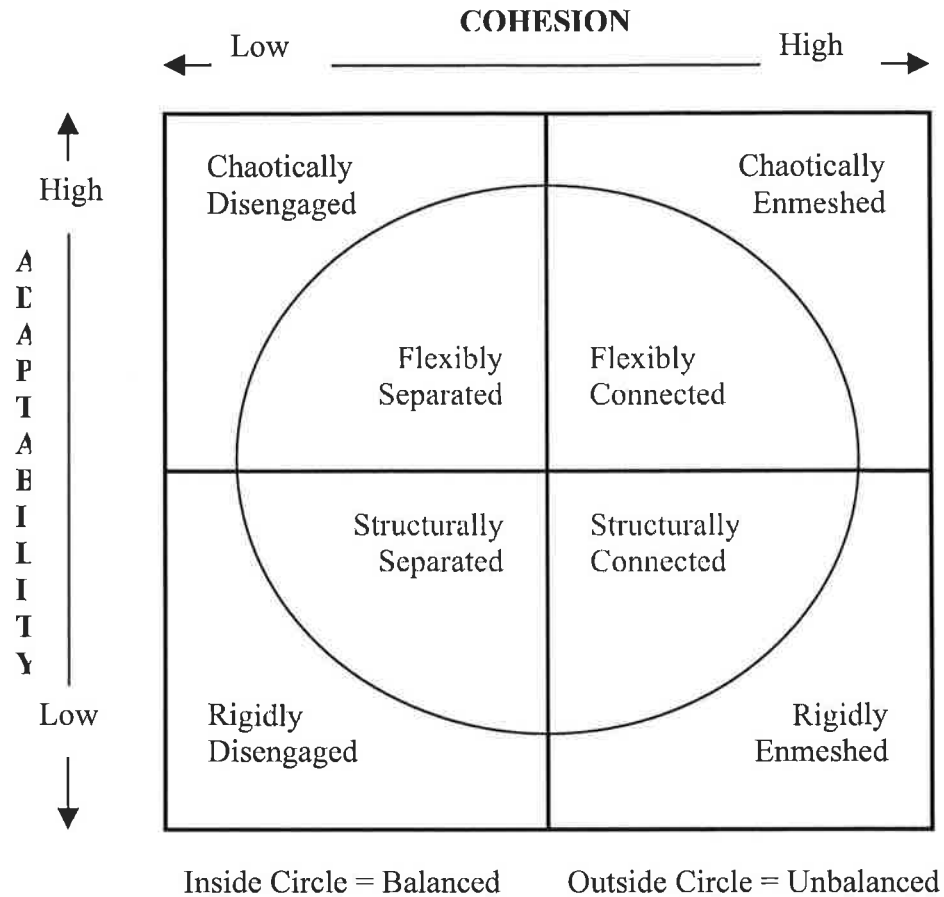 COHESION
Low
High
High
Chaotically
Disengaged
Chaotically
Enmeshed
ADAPTABILITY
Flexibly
Separated
Flexibly
Connected
Structurally
Separated
Structurally
Connected
Low
Rigidly
Disengaged
Rigidly
Enmeshed
Inside Circle = Balanced
Outside Circle = Unbalanced